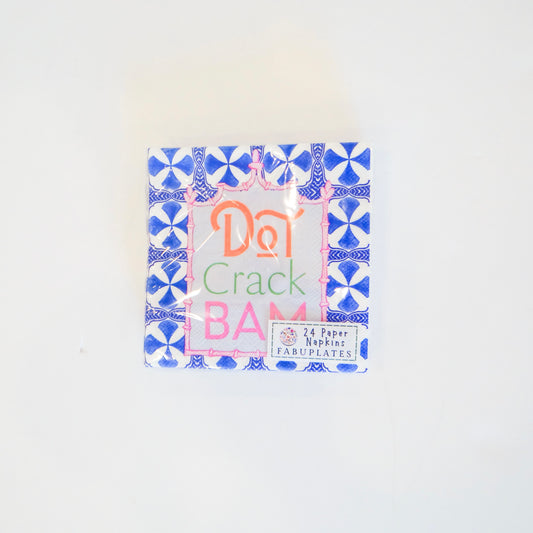 DOT
Crack
BAM
24 Paper
Napkins
FABUPLATES